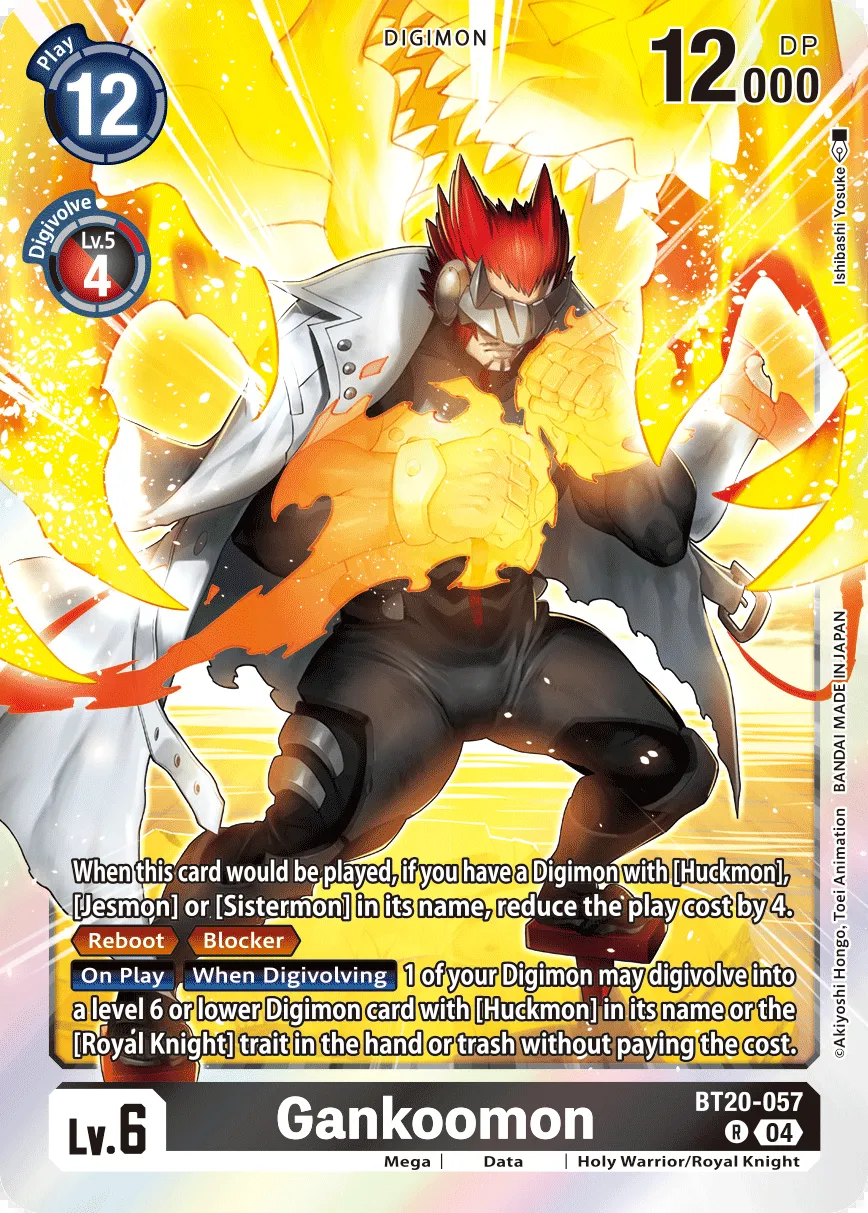 DIGIMON
Play
12
12000
DP
Digivolve
Lv.5
4
Ishibashi Yosuke
When this card would be played, if you have a Digimon with [Huckmon],
[Jesmon] or [Sistermon] in its name, reduce the play cost by 4.
Reboot Blocker
On Play When Digivolving 1 of your Digimon may digivolve into
a level 6 or lower Digimon card with [Huckmon] in its name or the
[Royal Knight] trait in the hand or trash without paying the cost.
©Akiyoshi Hongo, Toei Animation BANDAI MADE IN JAPAN
Lv.6
Gankoomon
BT20-057
R 04
Mega | Data | Holy Warrior/Royal Knight